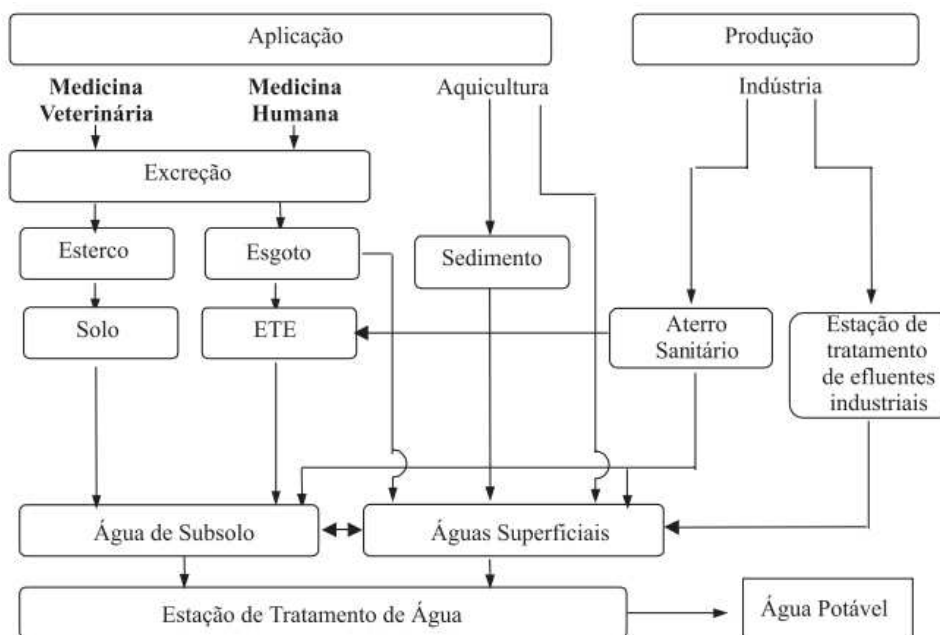 Aplicação
Produção
Medicina
Veterinária
Medicina
Humana
Aquicultura
Indústria
Excreção
Esterco
Esgoto
Sedimento
Solo
ETE
Aterro
Sanitário
Estação de
tratamento
de efluentes
industriais
Água de Subsolo
Águas Superficiais
Estação de Tratamento de Água
Água Potável